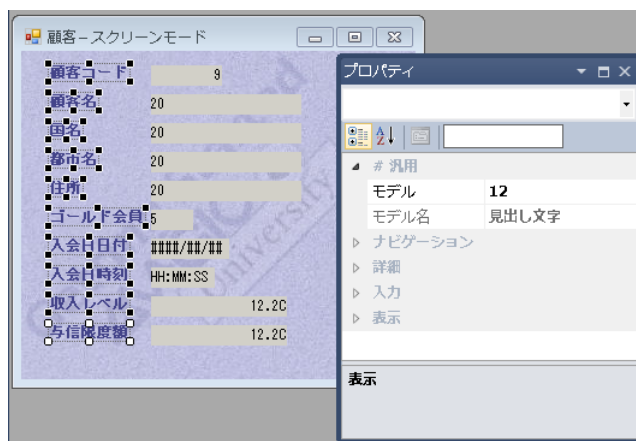 顧客－スクリーンモード
顧客コード 9
顧客名 20
国名 20
都市名 20
住所 20
ゴールド会員 5
入会日日付 ####/##/##
入会日時刻 HH:MM:SS
収入レベル 12.2C
与信限度額 12.2C
University
プロパティ
# 汎用
モデル 12
モデル名 見出し文字
ナビゲーション
詳細
入力
表示
表示